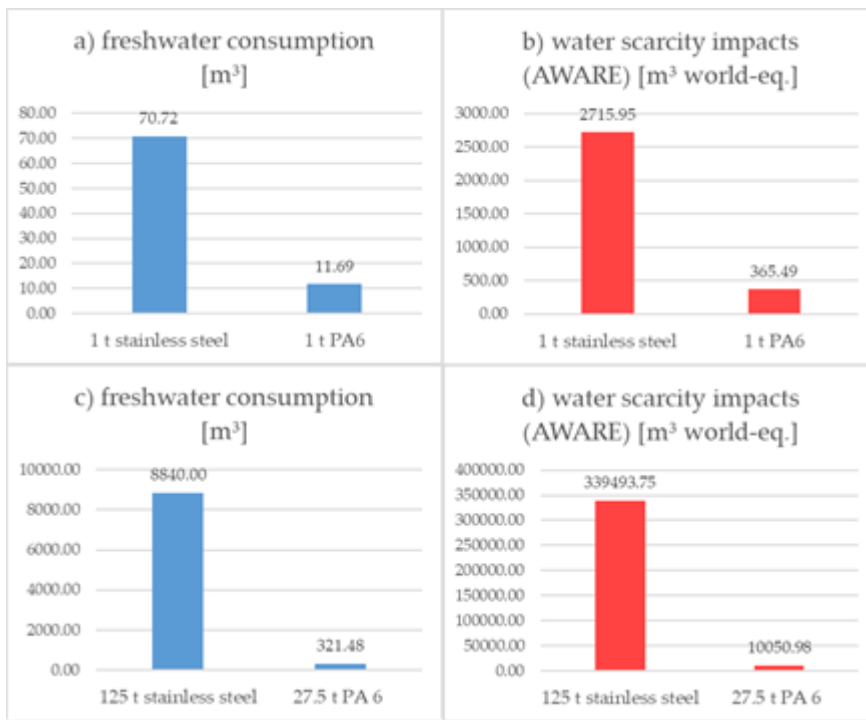 a) freshwater consumption
[m³]
80.00
70.00
60.00
50.00
40.00
30.00
20.00
10.00
0.00
70.72
11.69
1 t stainless steel
1 t PA6
b) water scarcity impacts
(AWARE) [m³ world-eq.]
3000.00
2500.00
2000.00
1500.00
1000.00
500.00
0.00
2715.95
365.49
1 t stainless steel
1 t PA6
c) freshwater consumption
[m³]
10000.00
8000.00
6000.00
4000.00
2000.00
0.00
8840.00
321.48
125 t stainless steel
27.5 t PA 6
d) water scarcity impacts
(AWARE) [m³ world-eq.]
400000.00
350000.00
300000.00
250000.00
200000.00
150000.00
100000.00
50000.00
0.00
339493.75
10050.98
125 t stainless steel
27.5 t PA 6